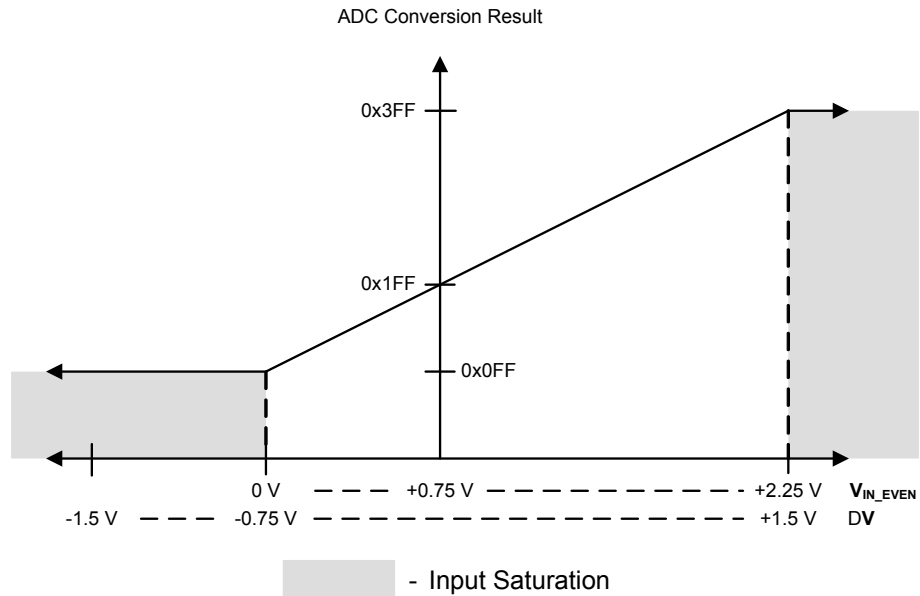 ADC Conversion Result
0x3FF
0x1FF
0x0FF
0 V +0.75 V +2.25 V VIN_EVEN
-1.5 V -0.75 V +1.5 V DV
- Input Saturation